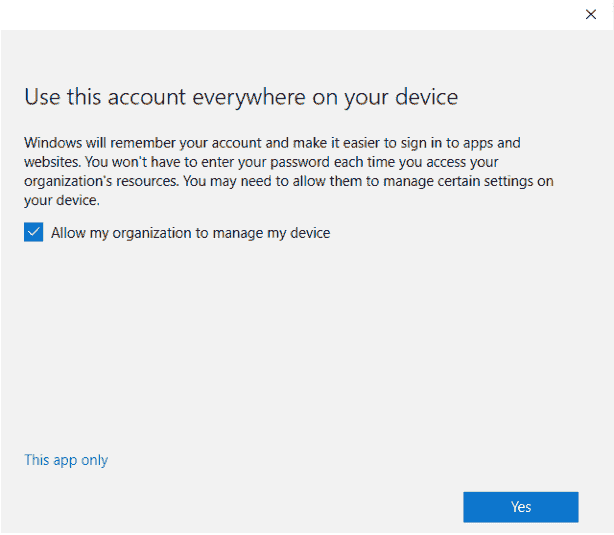 Use this account everywhere on your device
Windows will remember your account and make it easier to sign in to apps and
websites. You won't have to enter your password each time you access your
organization's resources. You may need to allow them to manage certain settings on
your device.
Allow my organization to manage my device
This app only
Yes